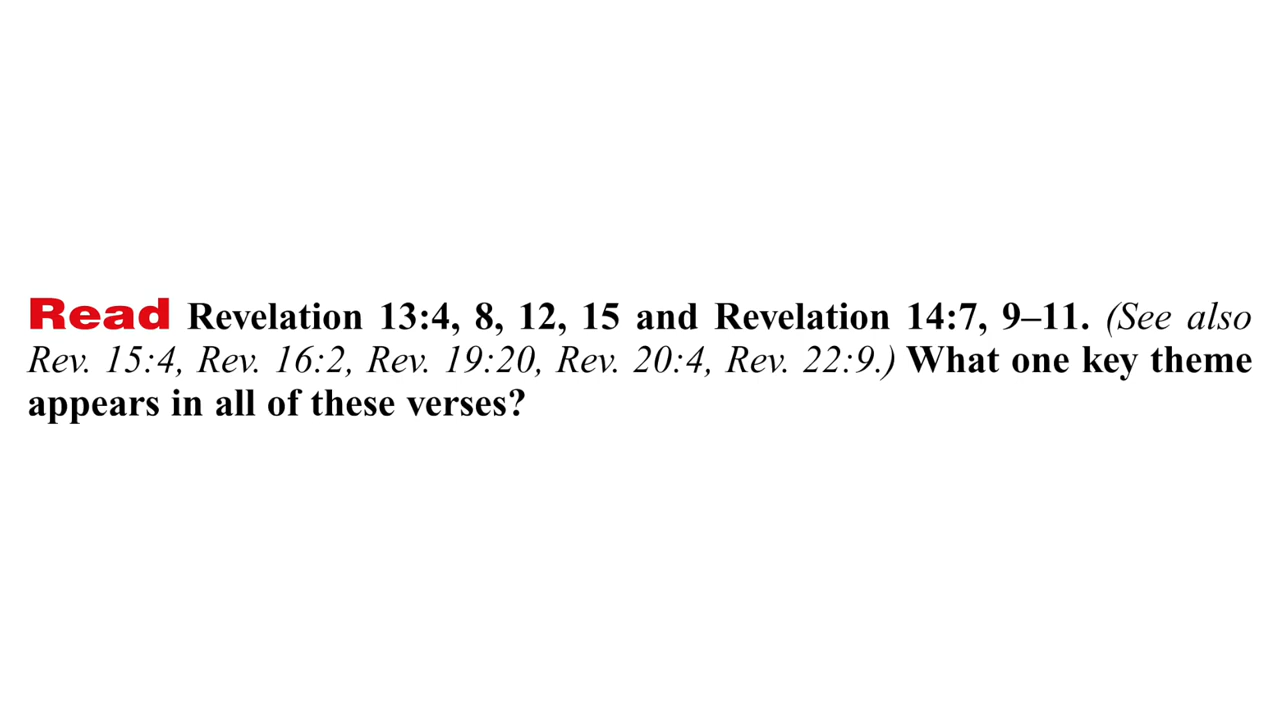 Read Revelation 13:4, 8, 12, 15 and Revelation 14:7, 9–11. (See also
Rev. 15:4, Rev. 16:2, Rev. 19:20, Rev. 20:4, Rev. 22:9.) What one key theme
appears in all of these verses?